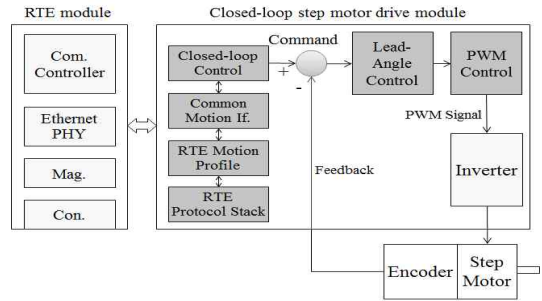 RTE module
Closed-loop step motor drive module
Com.
Controller
Ethernet
PHY
Mag.
Con.
Closed-loop
Control
Common
Motion If.
RTE Motion
Profile
RTE
Protocol Stack
Command
+
-
Lead-
Angle
Control
PWM
Control
PWM Signal
Inverter
Feedback
Encoder
Step
Motor